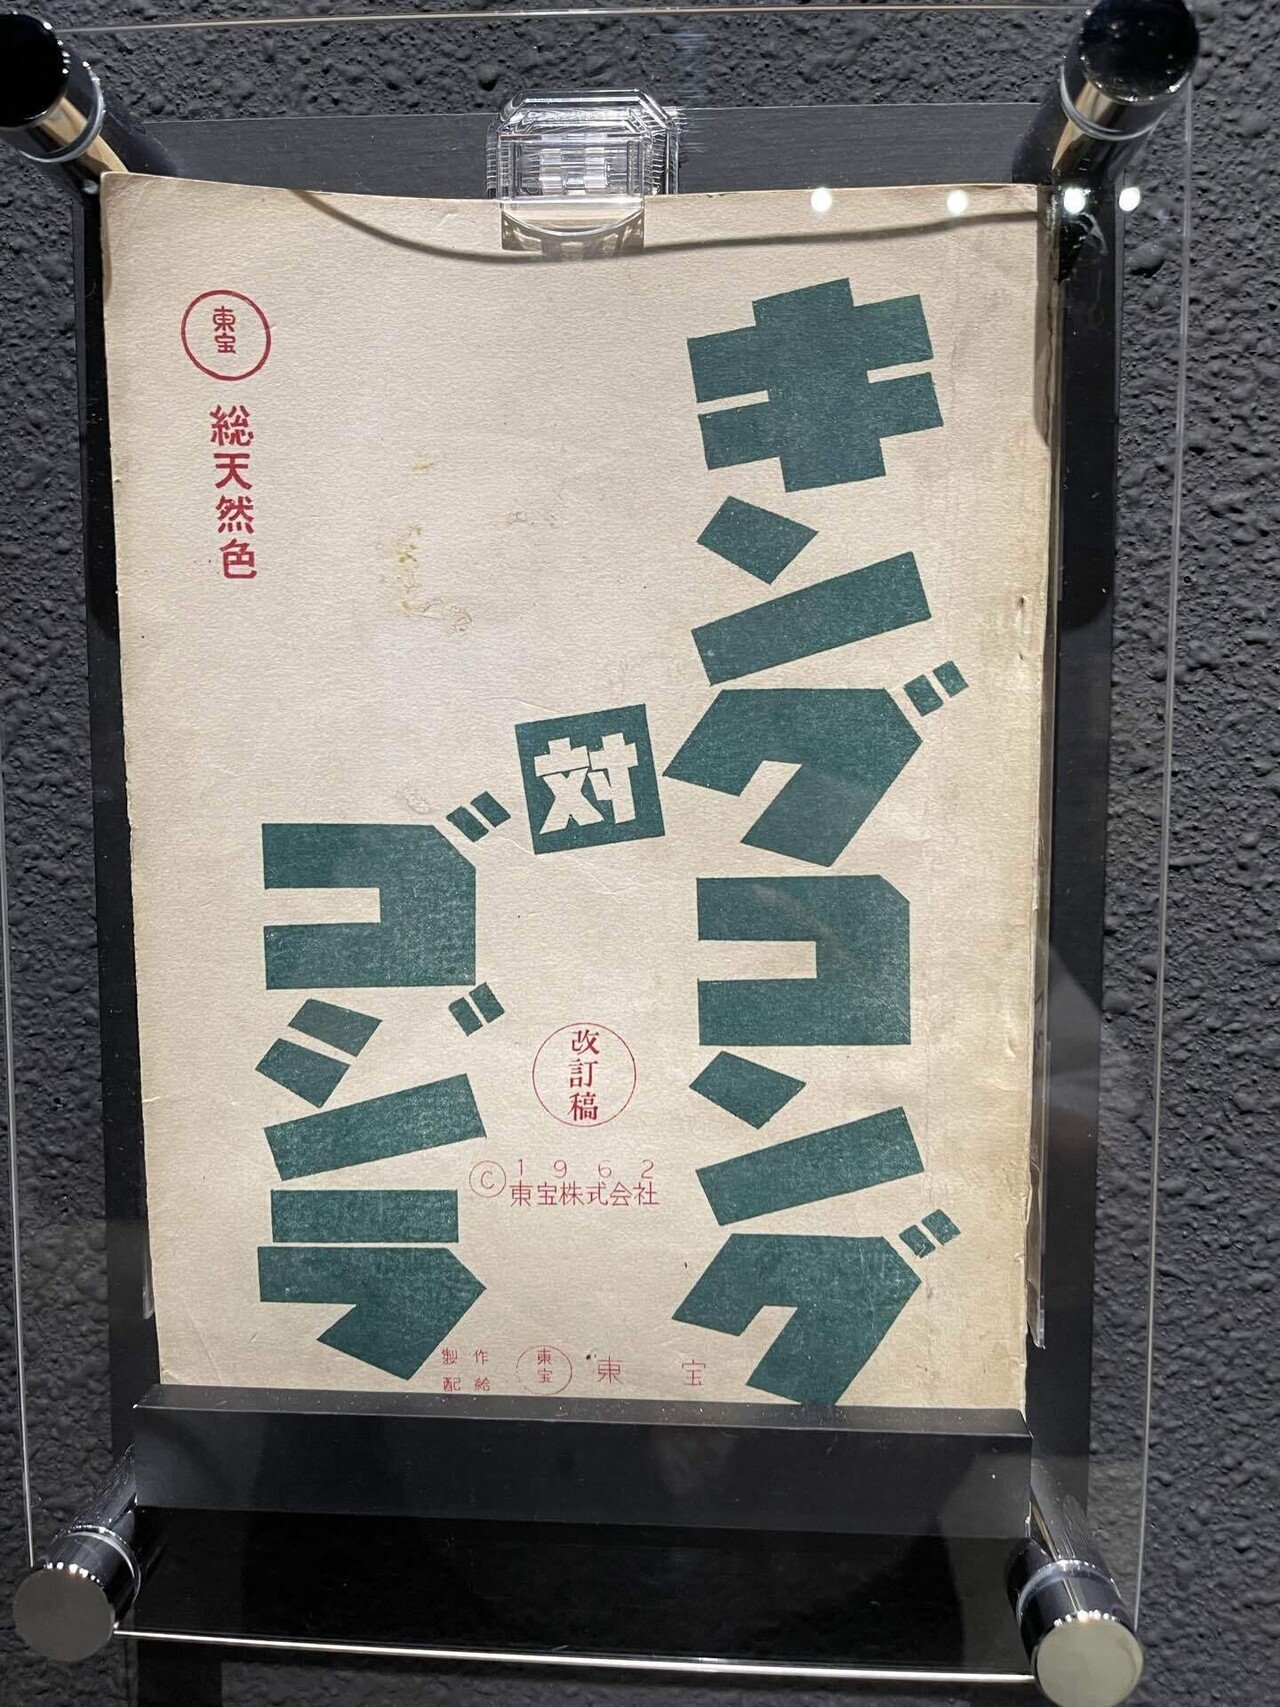 キングコング
対
ゴジラ
東宝
総天然色
改訂稿
©1962
東宝株式会社
製作
配給
東宝
東宝